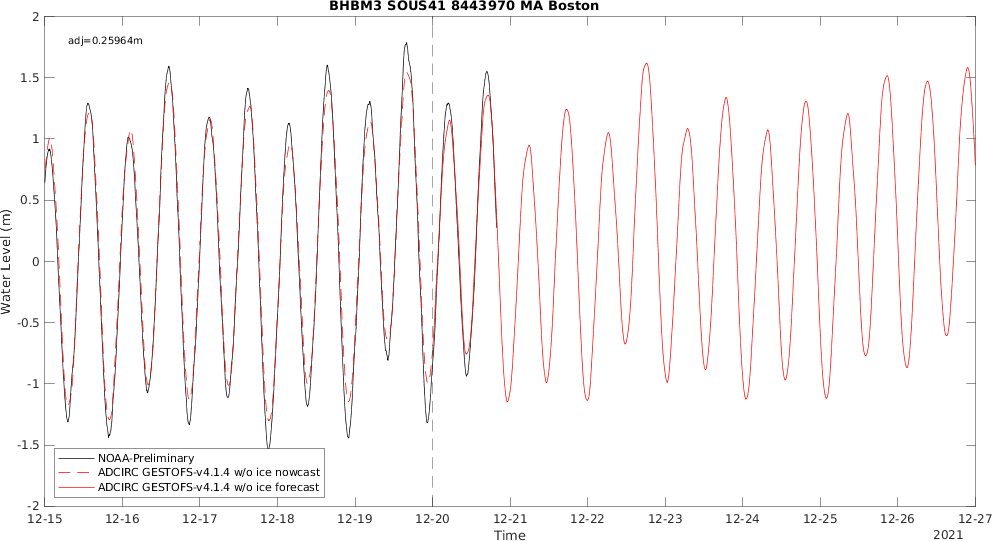 BHBM3 SOUS41 8443970 MA Boston
adj=0.25964m
2
1.5
1
0.5
0
-0.5
-1
-1.5
-2
Water Level (m)
NOAA-Preliminary
ADCIRC GESTOFS-v4.1.4 w/o ice nowcast
ADCIRC GESTOFS-v4.1.4 w/o ice forecast
12-15 12-16 12-17 12-18 12-19 12-20 12-21 12-22 12-23 12-24 12-25 12-26 12-27
Time
2021